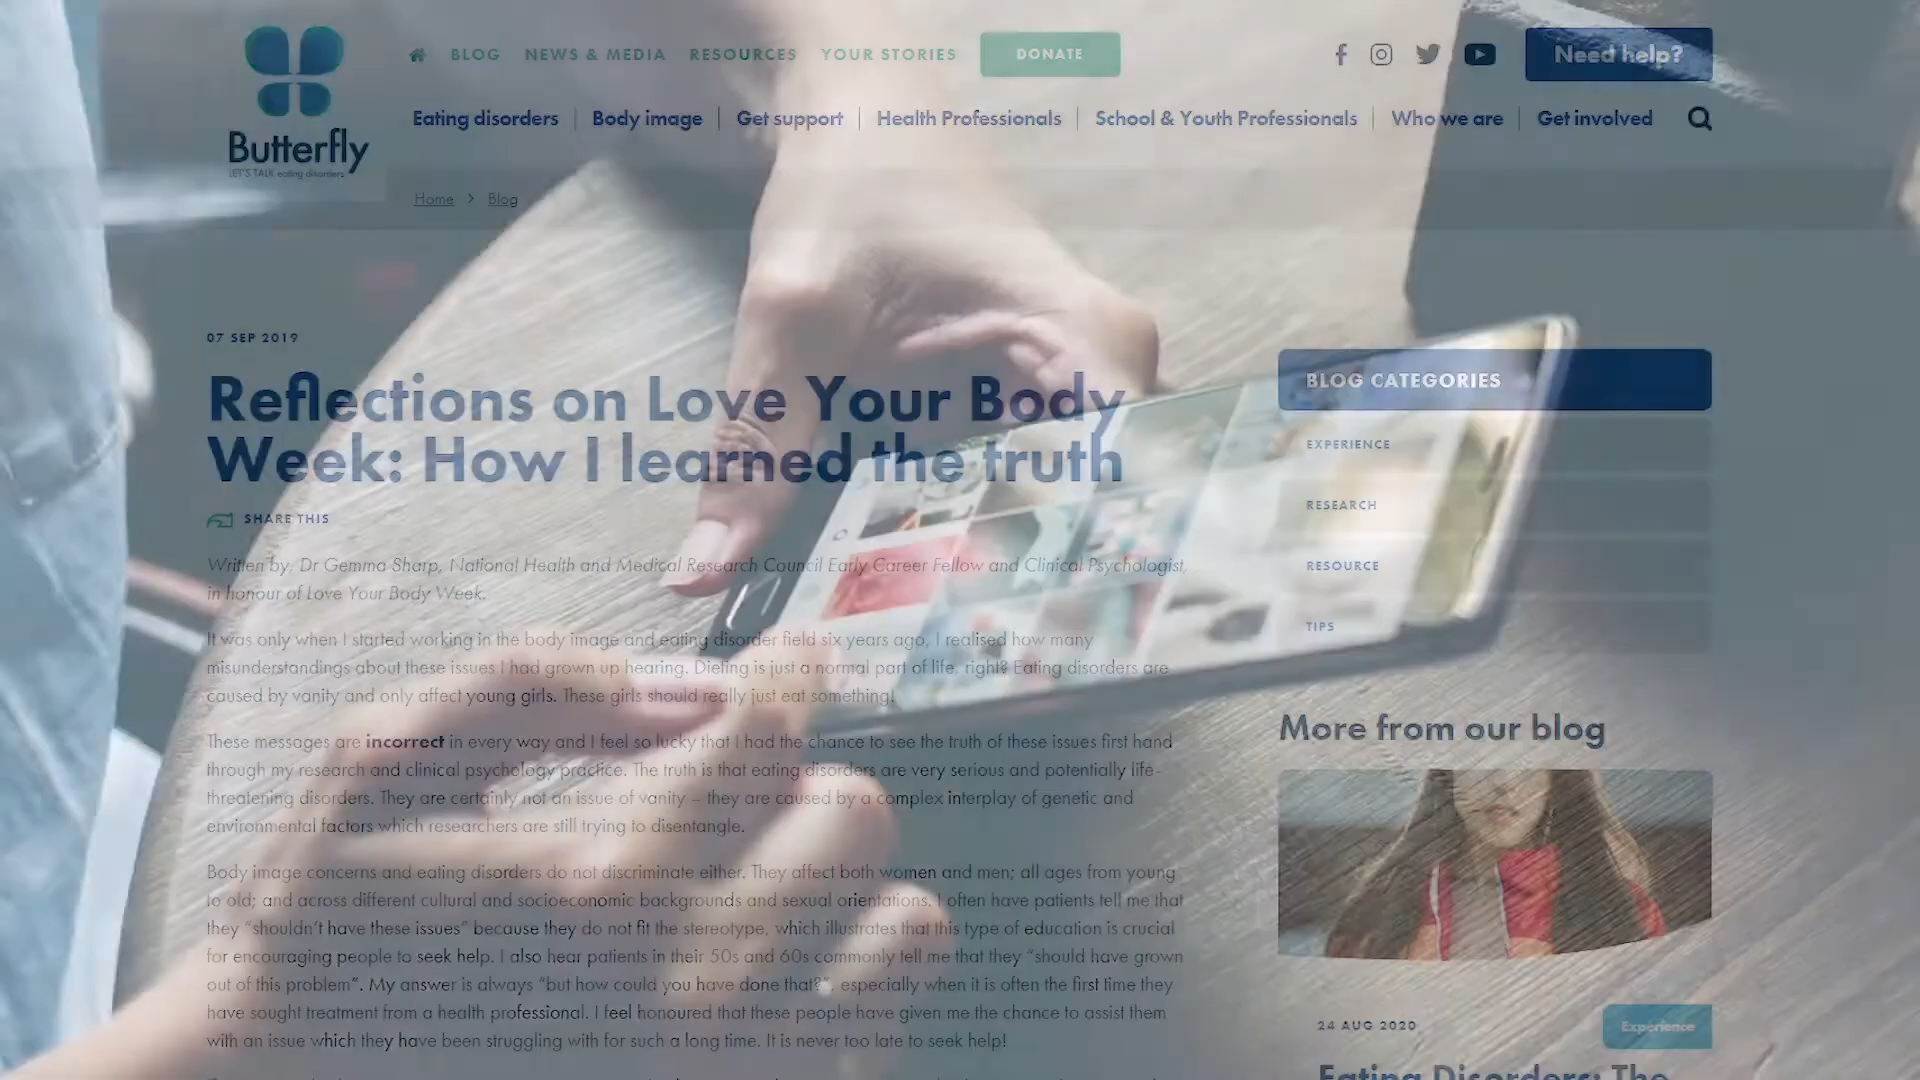 BLOG NEWS & MEDIA RESOURCES YOUR STORIES DONATE
Need help?
Eating disorders Body image Get support Health Professionals School & Youth Professionals Who we are Get involved
Butterfly
LET'S TALK eating disorders
Home > Blog
07 SEP 2019
Reflections on Love Your Body
Week: How I learned the truth
SHARE THIS
Written by: Dr Gemma Sharp, National Health and Medical Research Council Early Career Fellow and Clinical Psychologist,
in honour of Love Your Body Week.
It was only when I started working in the body image and eating disorder field six years ago, I realised how many
misunderstandings about these issues I had grown up hearing. Dieting is just a normal part of life, right? Eating disorders are
caused by vanity and only affect young girls. These girls should really just eat something!
These messages are incorrect in every way and I feel so lucky that I had the chance to see the truth of these issues first hand
through my research and clinical psychology practice. The truth is that eating disorders are very serious and potentially life-
threatening disorders. They are certainly not an issue of vanity – they are caused by a complex interplay of genetic and
environmental factors which researchers are still trying to disentangle.
Body image concerns and eating disorders do not discriminate either. They affect both women and men; all ages from young
to old; and across different cultural and socioeconomic backgrounds and sexual orientations. I often have patients tell me that
they "shouldn't have these issues" because they do not fit the stereotype, which illustrates that this type of education is crucial
for encouraging people to seek help. I also hear patients in their 50s and 60s commonly tell me that they "should have grown
out of this problem". My answer is always "but how could you have done that?", especially when it is often the first time they
have sought treatment from a health professional. I feel honoured that these people have given me the chance to assist them
with an issue which they have been struggling with for such a long time. It is never too late to seek help!
BLOG CATEGORIES
EXPERIENCE
RESEARCH
RESOURCE
TIPS
More from our blog
24 AUG 2020
Experience
Eating Disorders: The